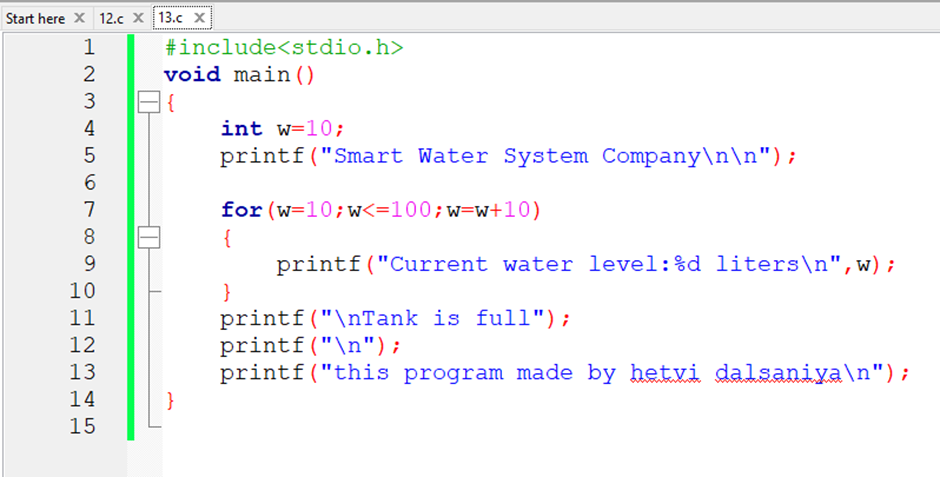 Start here × 12.c × 13.c ×
1 #include<stdio.h>
2 void main()
3 {
4 int w=10;
5 printf("Smart Water System Company\n\n");
6
7 for(w=10;w<=100;w=w+10)
8 {
9 printf("Current water level:%d liters\n",w);
10 }
11 printf("\nTank is full");
12 printf("\n");
13 printf("this program made by hetvi dalsaniya\n");
14 }
15